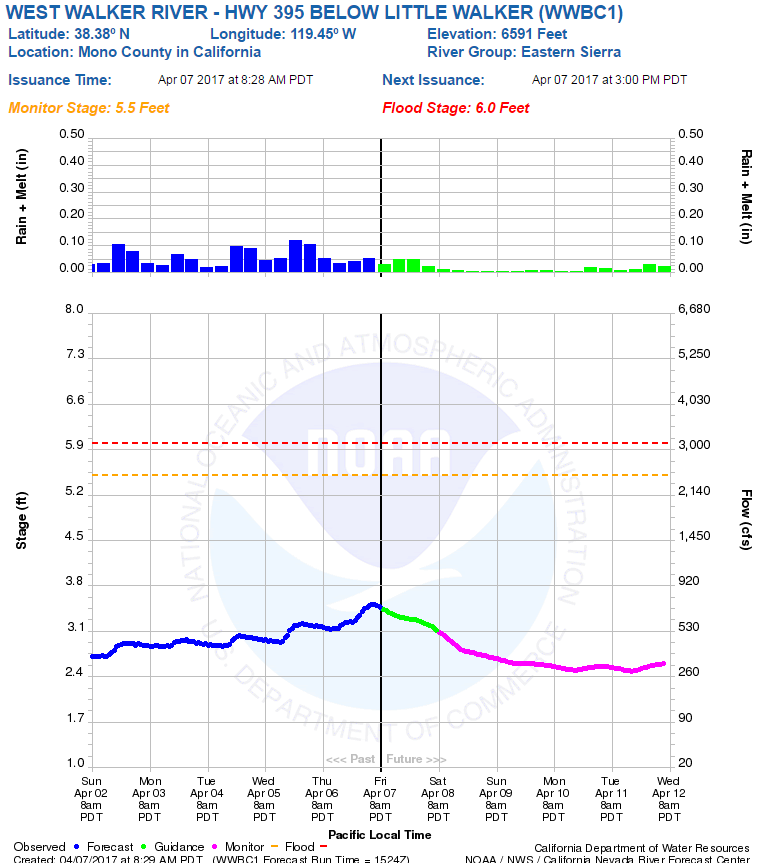 WEST WALKER RIVER - HWY 395 BELOW LITTLE WALKER (WWBC1)
Latitude: 38.38º N Longitude: 119.45º W Elevation: 6591 Feet
Location: Mono County in California River Group: Eastern Sierra
Issuance Time: Apr 07 2017 at 8:28 AM PDT Next Issuance: Apr 07 2017 at 3:00 PM PDT
Monitor Stage: 5.5 Feet Flood Stage: 6.0 Feet
Rain + Melt (in)
0.50 0.50
0.40 0.40
0.30 0.30
0.20 0.20
0.10 0.10
0.00 0.00
Rain + Melt (in)
Stage (ft)
8.0 6,680
7.3 5,250
6.6 4,030
5.9 3,000
5.2 2,140
4.5 1,450
3.8 920
3.1 530
2.4 260
1.7 90
1.0 20
Flow (cfs)
NATIONAL OCEANIC AND ATMOSPHERIC ADMINISTRATION
NOAA
U.S. DEPARTMENT OF COMMERCE
<<< Past Future >>>
Sun Mon Tue Wed Thu Fri Sat Sun Mon Tue Wed
Apr 02 Apr 03 Apr 04 Apr 05 Apr 06 Apr 07 Apr 08 Apr 09 Apr 10 Apr 11 Apr 12
8am 8am 8am 8am 8am 8am 8am 8am 8am 8am 8am
PDT PDT PDT PDT PDT PDT PDT PDT PDT PDT PDT
Pacific Local Time
Observed Forecast Guidance Monitor Flood California Department of Water Resources
Created: 04/07/2017 at 8:29 AM PDT (WWBC1 Forecast Run Time = 1524Z) NOAA / NWS / California Nevada River Forecast Center